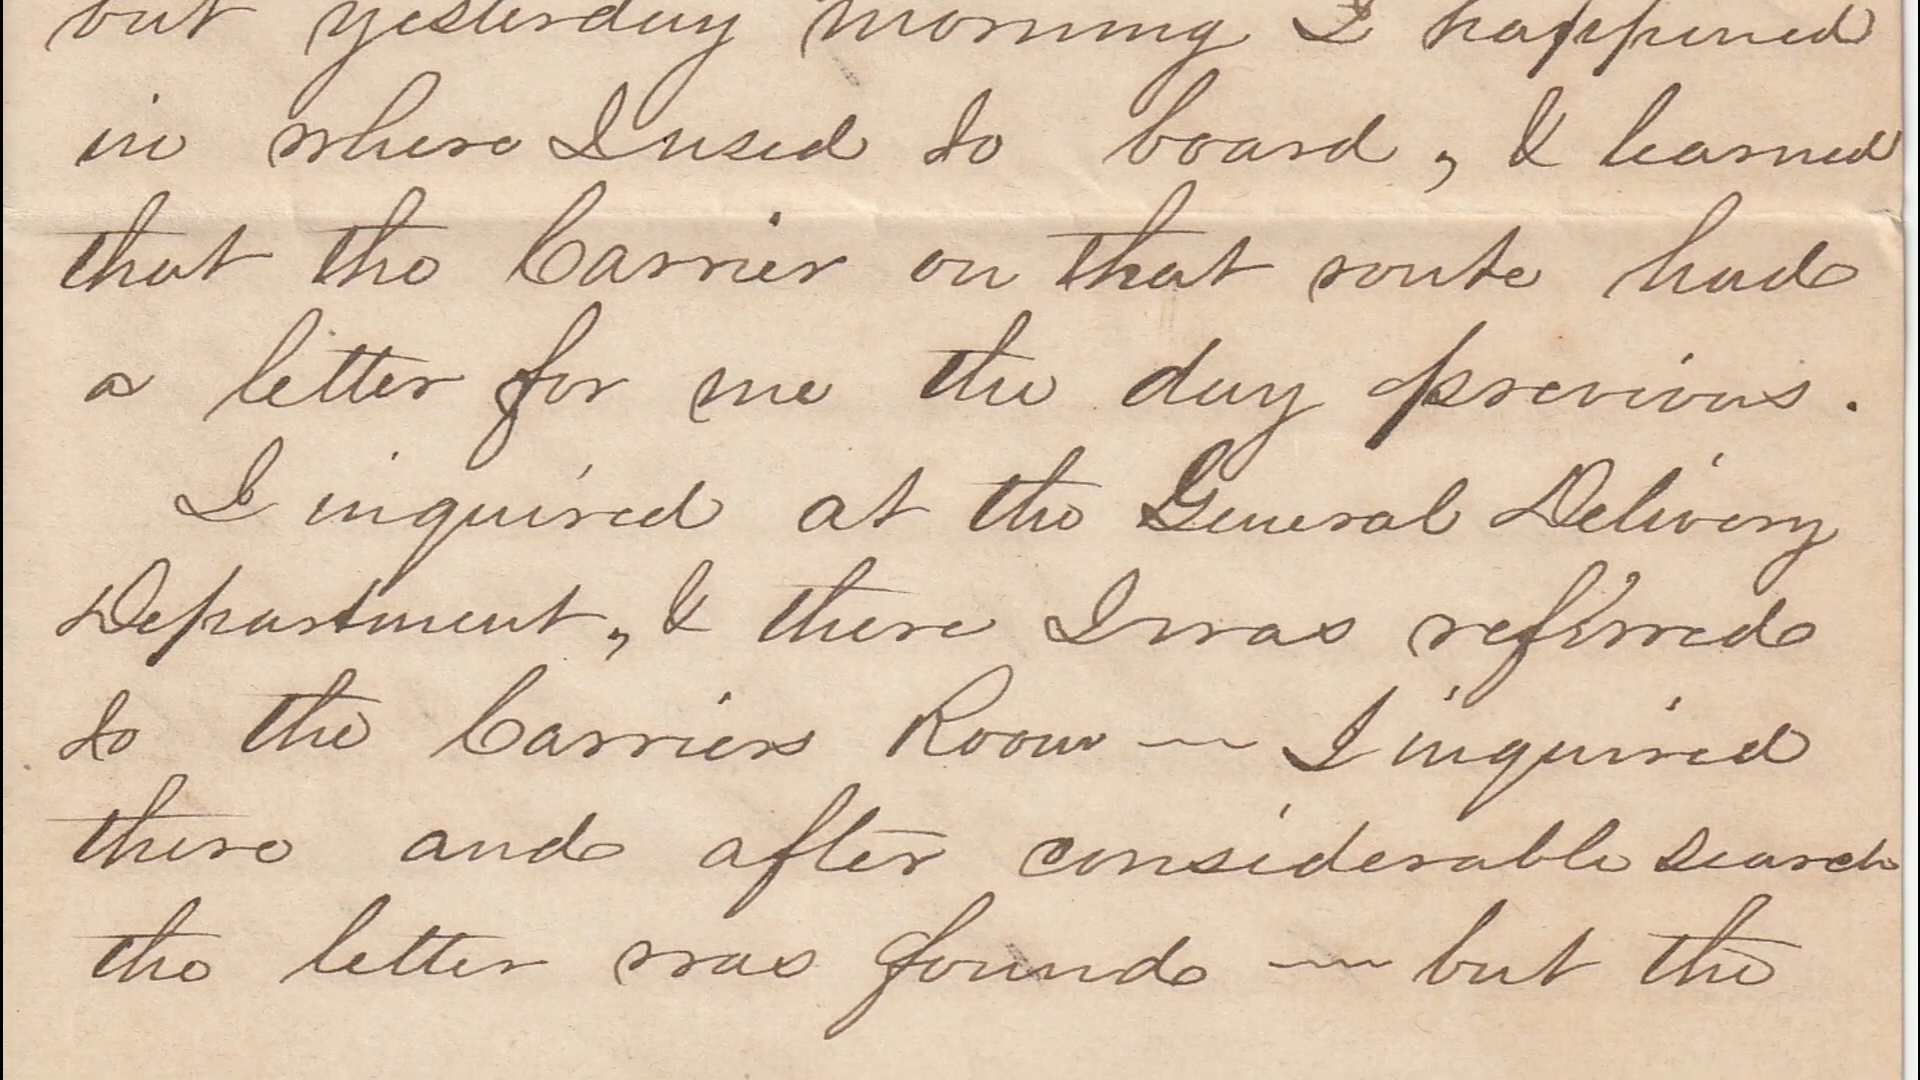 but yesterday morning I happened
in where I used to board, & learned
that the Carrier on that route had
a letter for me the day previous.
I inquired at the General Delivery
Department, & there I was referred
to the Carriers Room — I inquired
there and after considerable search
the letter was found — but the